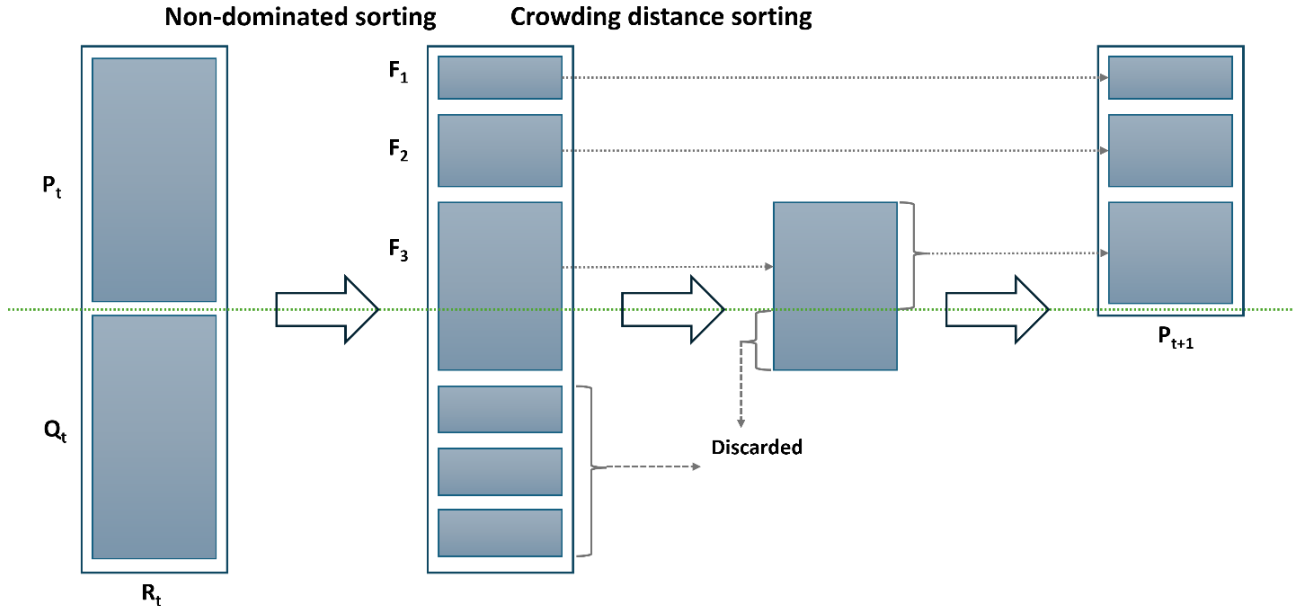 Non-dominated sorting
Crowding distance sorting
F1
F2
Pt
F3
Pt+1
Qt
Discarded
Rt